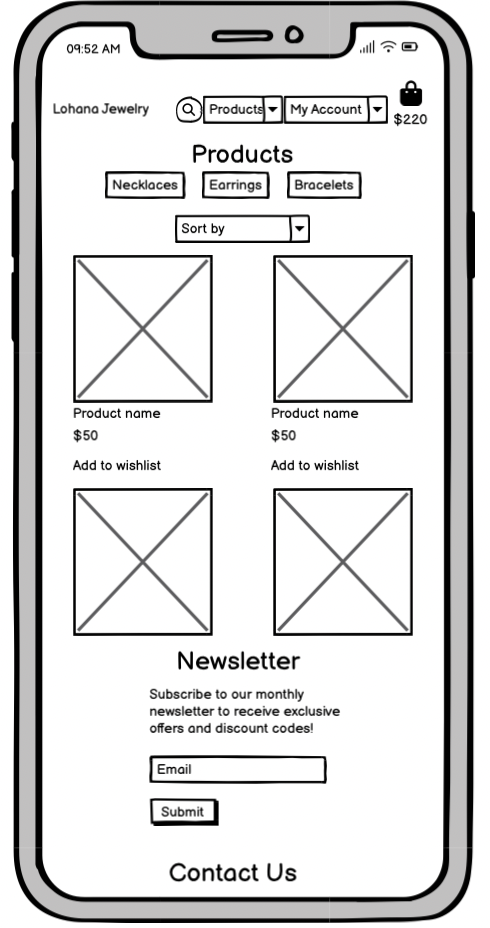 09:52 AM
Lohana Jewelry
Products
My Account
$220
Products
Necklaces
Earrings
Bracelets
Sort by
Product name
$50
Add to wishlist
Product name
$50
Add to wishlist
Newsletter
Subscribe to our monthly
newsletter to receive exclusive
offers and discount codes!
Email
Submit
Contact Us